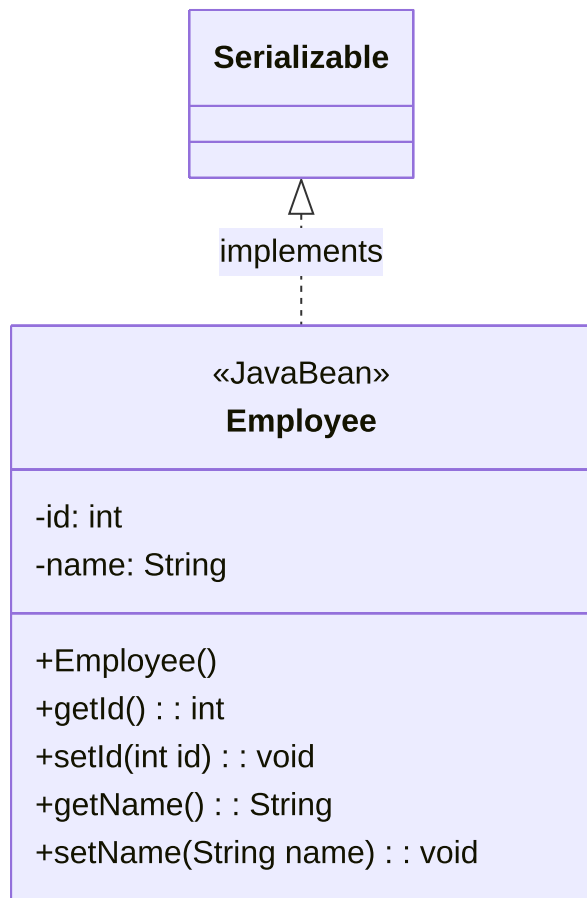 Serializable
implements
«JavaBean»
Employee
-id: int
-name: String
+Employee()
+getId() : : int
+setId(int id) : : void
+getName() : : String
+setName(String name) : : void